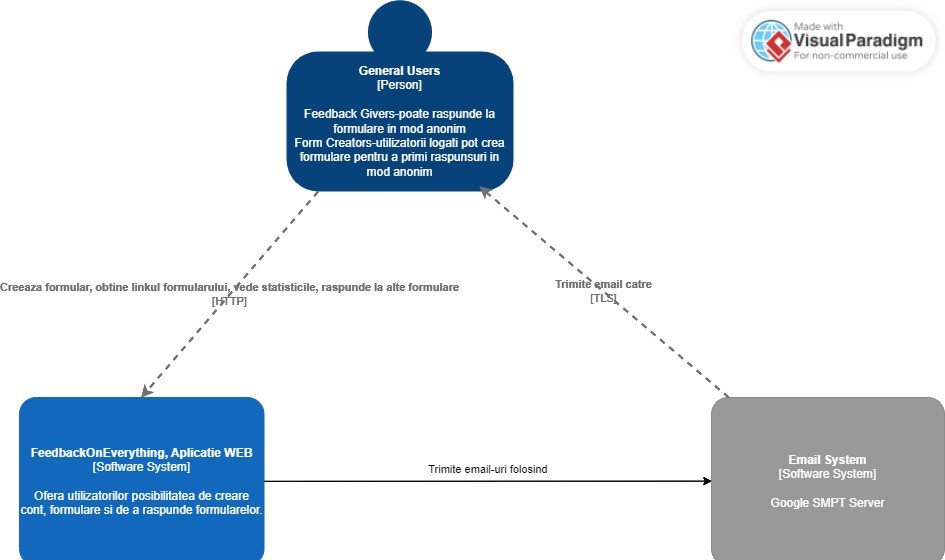 Made with
VisualParadigm
For non-commercial use
General Users
[Person]
Feedback Givers-poate raspunde la
formulare in mod anonim
Form Creators-utilizatorii logati pot crea
formulare pentru a primi raspunsuri in
mod anonim
Creeaza formular, obtine linkul formularului, vede statisticile, raspunde la alte formulare
[HTTP]
Trimite email catre
[TLS]
FeedbackOnEverything, Aplicatie WEB
[Software System]
Ofera utilizatorilor posibilitatea de creare
cont, formulare si de a raspunde formularelor.
Trimite email-uri folosind
Email System
[Software System]
Google SMPT Server